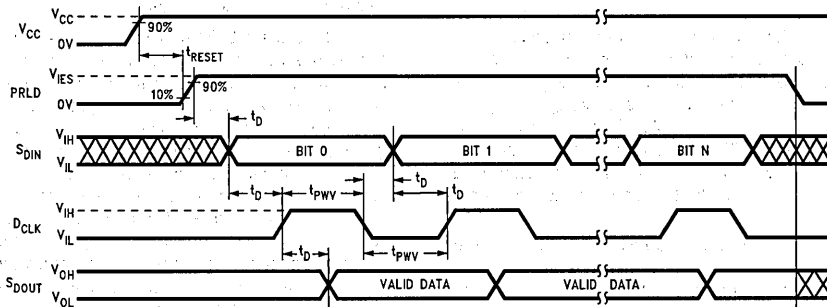 VCC
VCC
0V
90%
tRESET
PRLD
VIES
0V
10%
90%
tD
SDIN
VIH
VIL
BIT 0
BIT 1
BIT N
tD
tPWV
tD
tD
DCLK
VIH
VIL
tD
tPWV
SDOUT
VOH
VOL
VALID DATA
VALID DATA